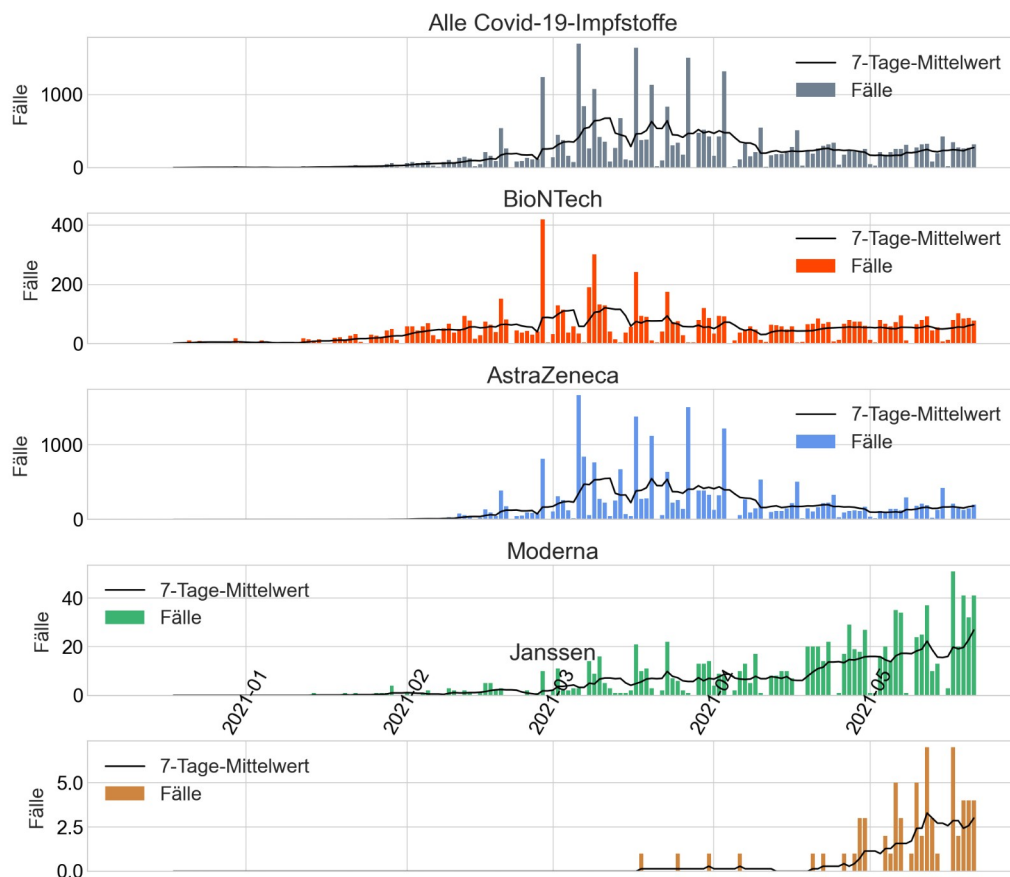 Alle Covid-19-Impfstoffe
Fälle
1000
0
7-Tage-Mittelwert
Fälle
BioNTech
Fälle
400
200
0
7-Tage-Mittelwert
Fälle
AstraZeneca
Fälle
1000
0
7-Tage-Mittelwert
Fälle
Moderna
Fälle
40
20
0
7-Tage-Mittelwert
Fälle
Janssen
2021-01
2021-02
2021-03
2021-04
2021-05
Fälle
5.0
2.5
0.0
7-Tage-Mittelwert
Fälle